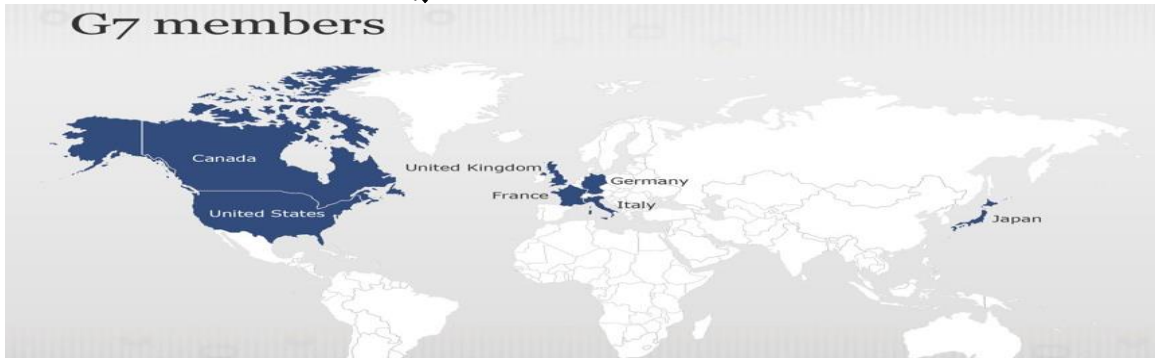 G7 members
Canada
United Kingdom
Germany
France
Italy
United States
Japan